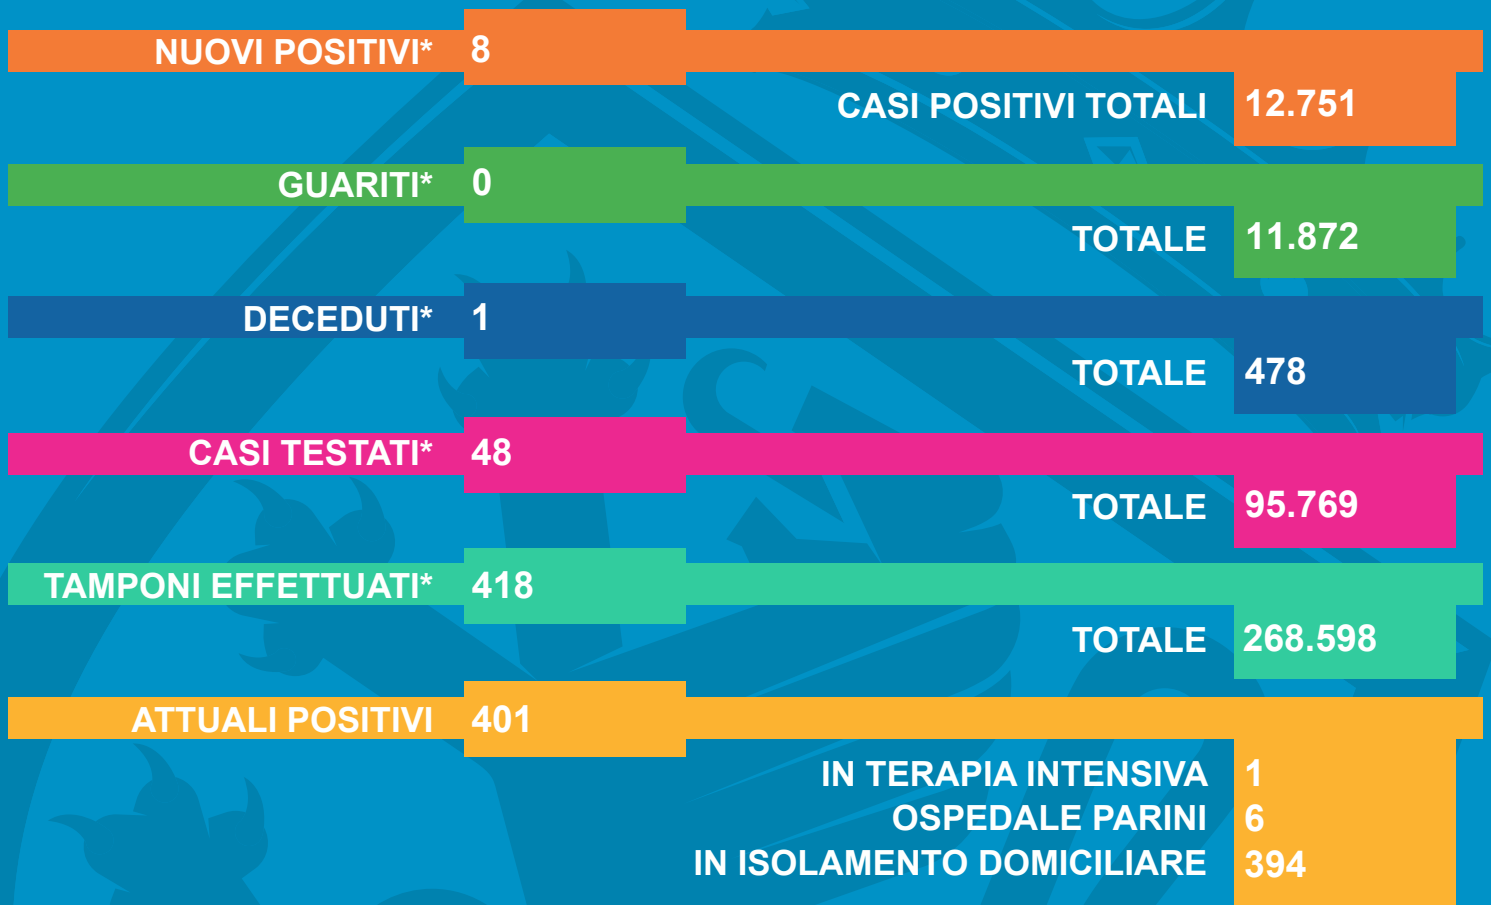 NUOVI POSITIVI* 8
CASI POSITIVI TOTALI 12.751
GUARITI* 0
TOTALE 11.872
DECEDUTI* 1
TOTALE 478
CASI TESTATI* 48
TOTALE 95.769
TAMPONI EFFETTUATI* 418
TOTALE 268.598
ATTUALI POSITIVI 401
IN TERAPIA INTENSIVA 1
OSPEDALE PARINI 6
IN ISOLAMENTO DOMICILIARE 394